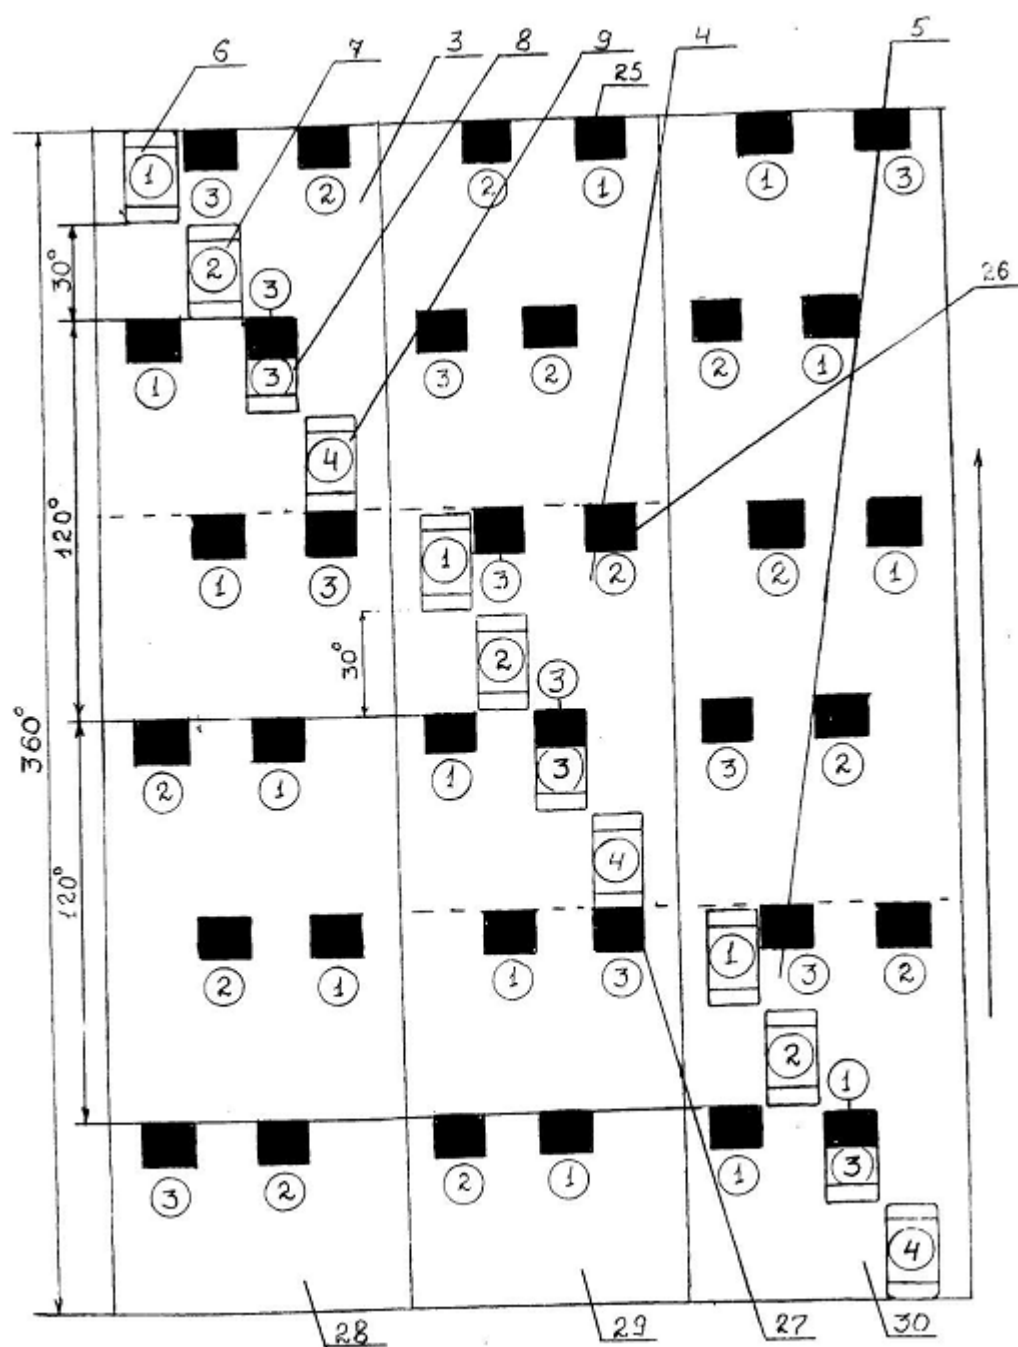 6 7 3 8 9 4 25 5
① ③ ② ② ① ① ③
30°
② ③ 26
① ③ ③ ② ② ①
④
120°
① ③ ① ③ ② ② ①
30°
② ③
360°
② ① ① ③ ③ ②
④
120°
② ① ① ③ ① ③ ②
② ①
③ ② ② ① ① ③
④
28 29 27 30